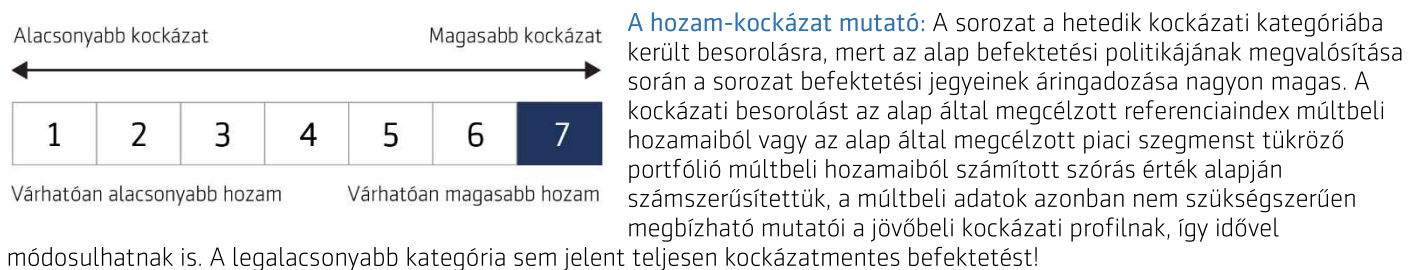 Alacsonyabb kockázat Magasabb kockázat
1 2 3 4 5 6 7
Várhatóan alacsonyabb hozam Várhatóan magasabb hozam
A hozam-kockázat mutató: A sorozat a hetedik kockázati kategóriába
került besorolásra, mert az alap befektetési politikájának megvalósítása
során a sorozat befektetési jegyeinek áringadozása nagyon magas. A
kockázati besorolást az alap által megcélzott referenciaindex múltbeli
hozamaiból vagy az alap által megcélzott piaci szegmenst tükröző
portfólió múltbeli hozamaiból számított szórás érték alapján
számszerűsítettük, a múltbeli adatok azonban nem szükségszerűen
megbízható mutatói a jövőbeli kockázati profilnak, így idővel
módosulhatnak is. A legalacsonyabb kategória sem jelent teljesen kockázatmentes befektetést!